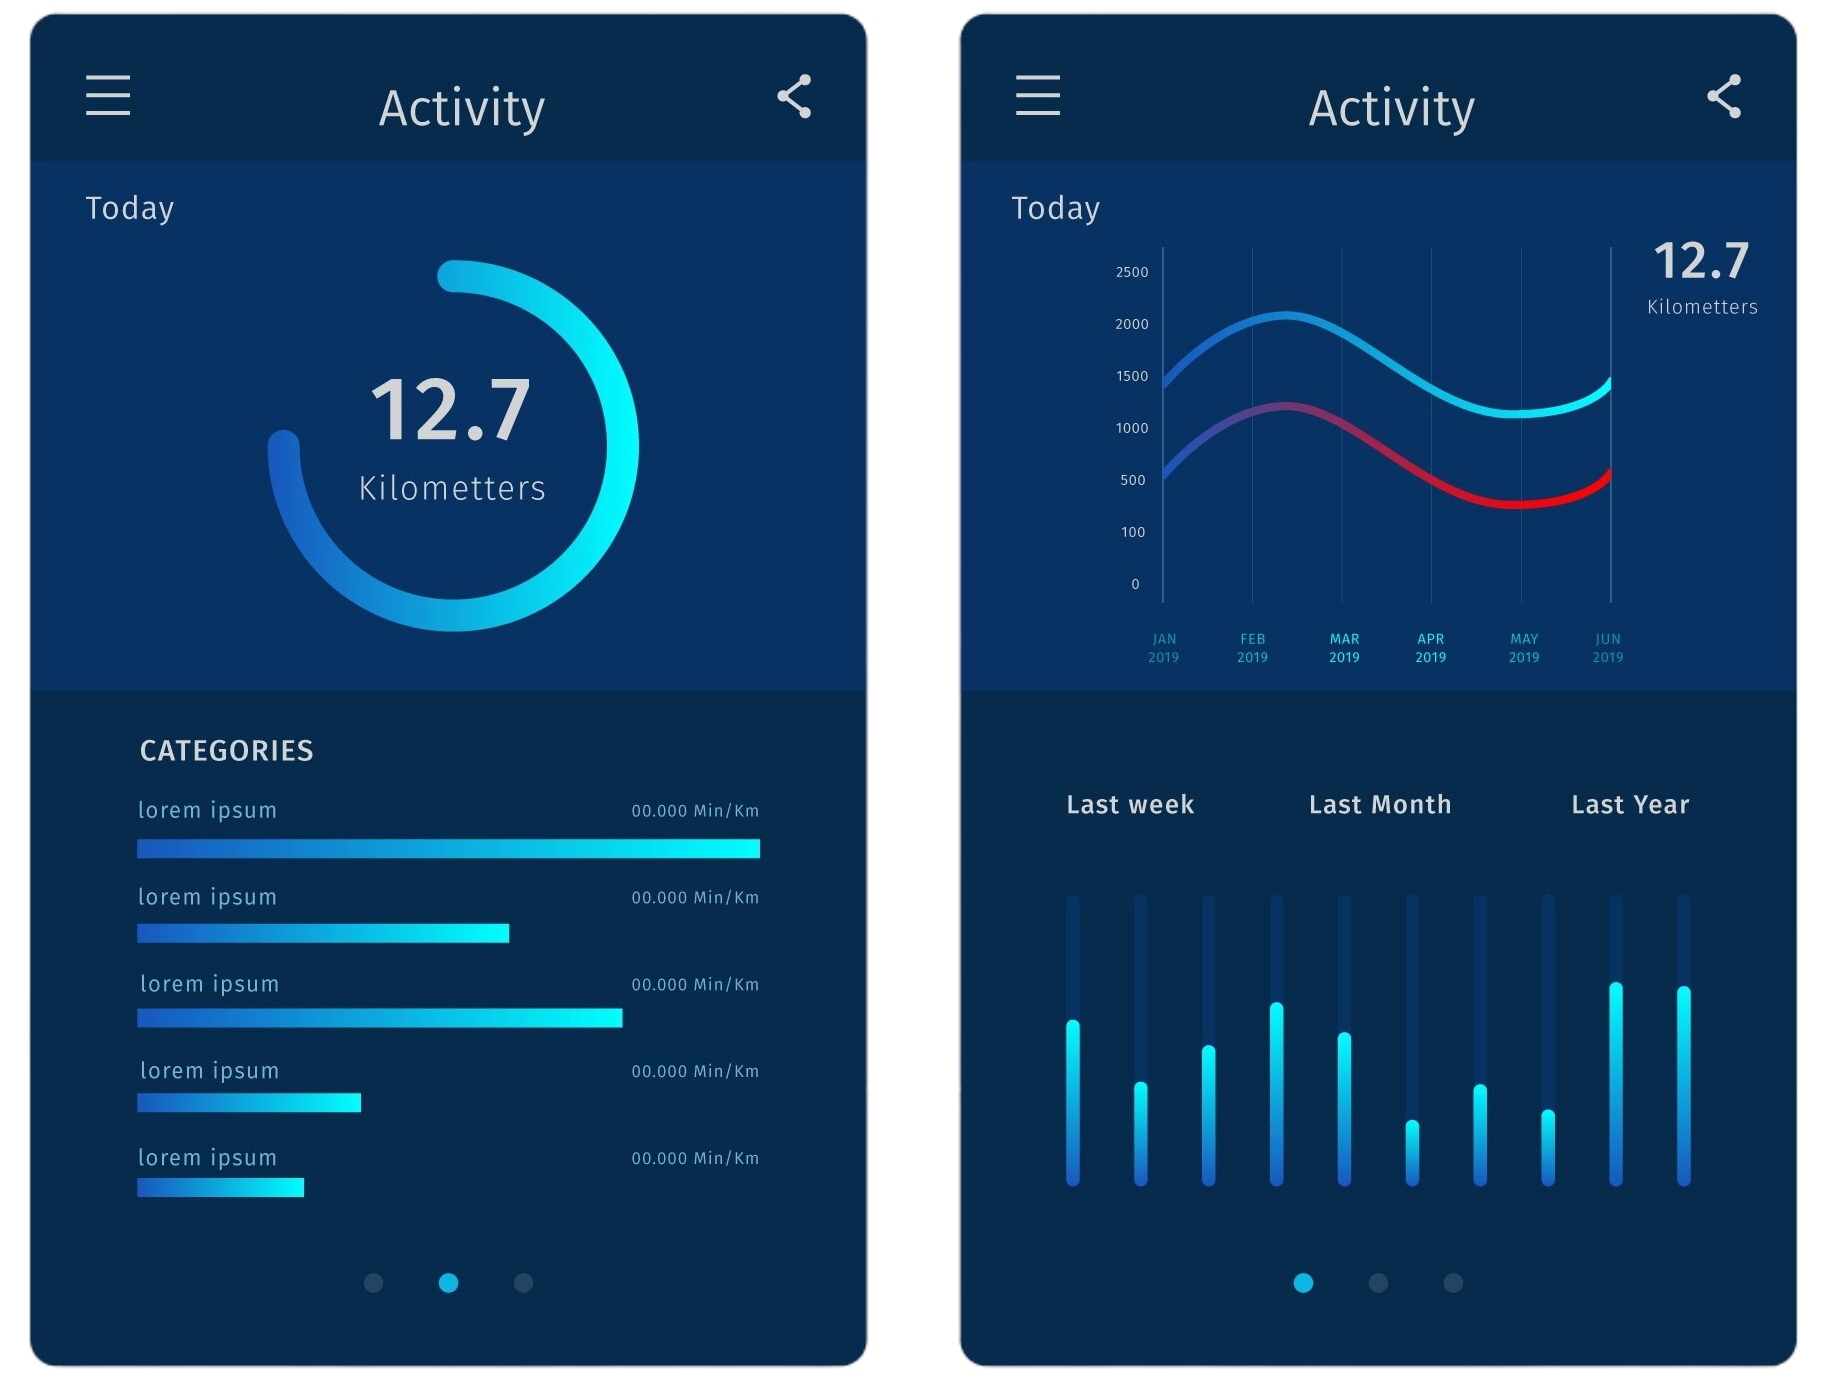 Activity
Today
12.7
Kilometters
CATEGORIES
lorem ipsum 00.000 Min/Km
lorem ipsum 00.000 Min/Km
lorem ipsum 00.000 Min/Km
lorem ipsum 00.000 Min/Km
lorem ipsum 00.000 Min/Km
Activity
Today
12.7
Kilometters
2500
2000
1500
1000
500
100
0
JAN FEB MAR APR MAY JUN
2019 2019 2019 2019 2019 2019
Last week Last Month Last Year